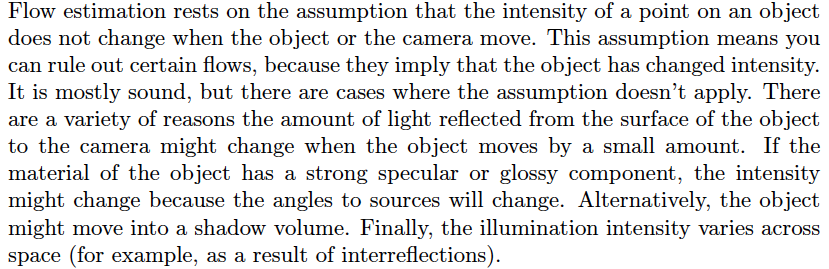 Flow estimation rests on the assumption that the intensity of a point on an object
does not change when the object or the camera move. This assumption means you
can rule out certain flows, because they imply that the object has changed intensity.
It is mostly sound, but there are cases where the assumption doesn't apply. There
are a variety of reasons the amount of light reflected from the surface of the object
to the camera might change when the object moves by a small amount. If the
material of the object has a strong specular or glossy component, the intensity
might change because the angles to sources will change. Alternatively, the object
might move into a shadow volume. Finally, the illumination intensity varies across
space (for example, as a result of interreflections).